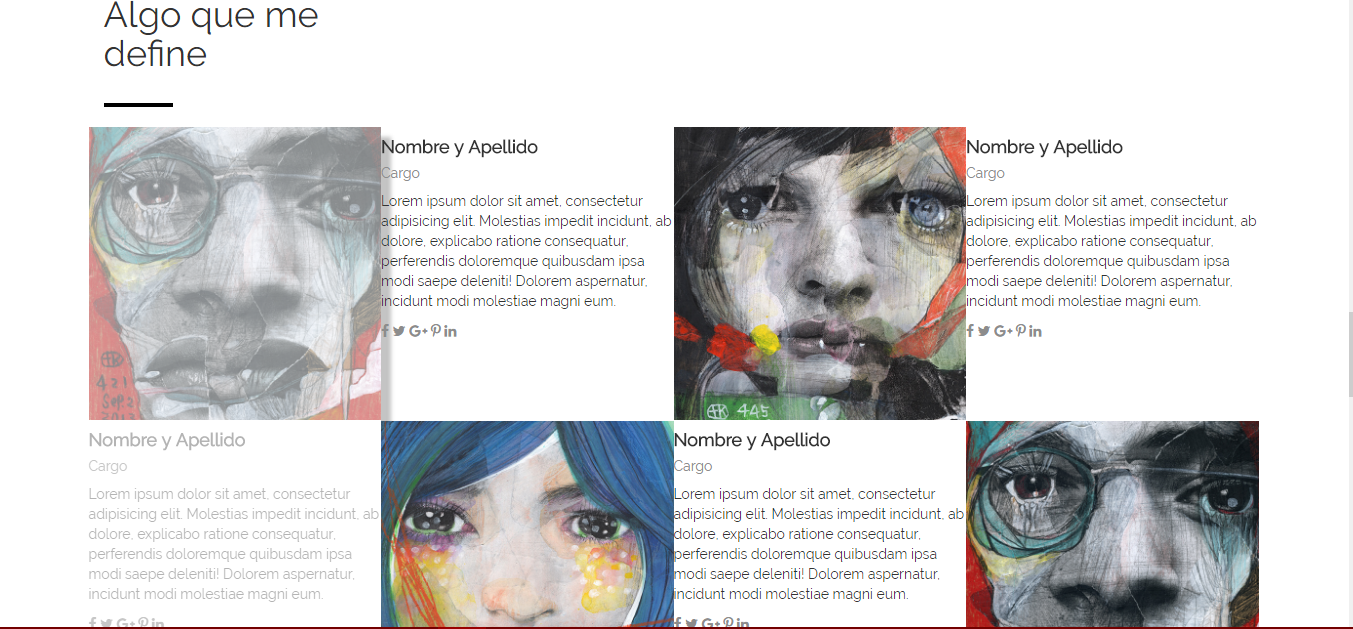 Algo que me
define
Nombre y Apellido
Cargo
Lorem ipsum dolor sit amet, consectetur
adipisicing elit. Molestias impedit incidunt, ab
dolore, explicabo ratione consequatur,
perferendis doloremque quibusdam ipsa
modi saepe deleniti! Dolorem aspernatur,
incidunt modi molestiae magni eum.
Nombre y Apellido
Cargo
Lorem ipsum dolor sit amet, consectetur
adipisicing elit. Molestias impedit incidunt, ab
dolore, explicabo ratione consequatur,
perferendis doloremque quibusdam ipsa
modi saepe deleniti! Dolorem aspernatur,
incidunt modi molestiae magni eum.
421
Sep.2
2013
445
Nombre y Apellido
Cargo
Lorem ipsum dolor sit amet, consectetur
adipisicing elit. Molestias impedit incidunt, ab
dolore, explicabo ratione consequatur,
perferendis doloremque quibusdam ipsa
modi saepe deleniti! Dolorem aspernatur,
incidunt modi molestiae magni eum.
Nombre y Apellido
Cargo
Lorem ipsum dolor sit amet, consectetur
adipisicing elit. Molestias impedit incidunt, ab
dolore, explicabo ratione consequatur,
perferendis doloremque quibusdam ipsa
modi saepe deleniti! Dolorem aspernatur,
incidunt modi molestiae magni eum.